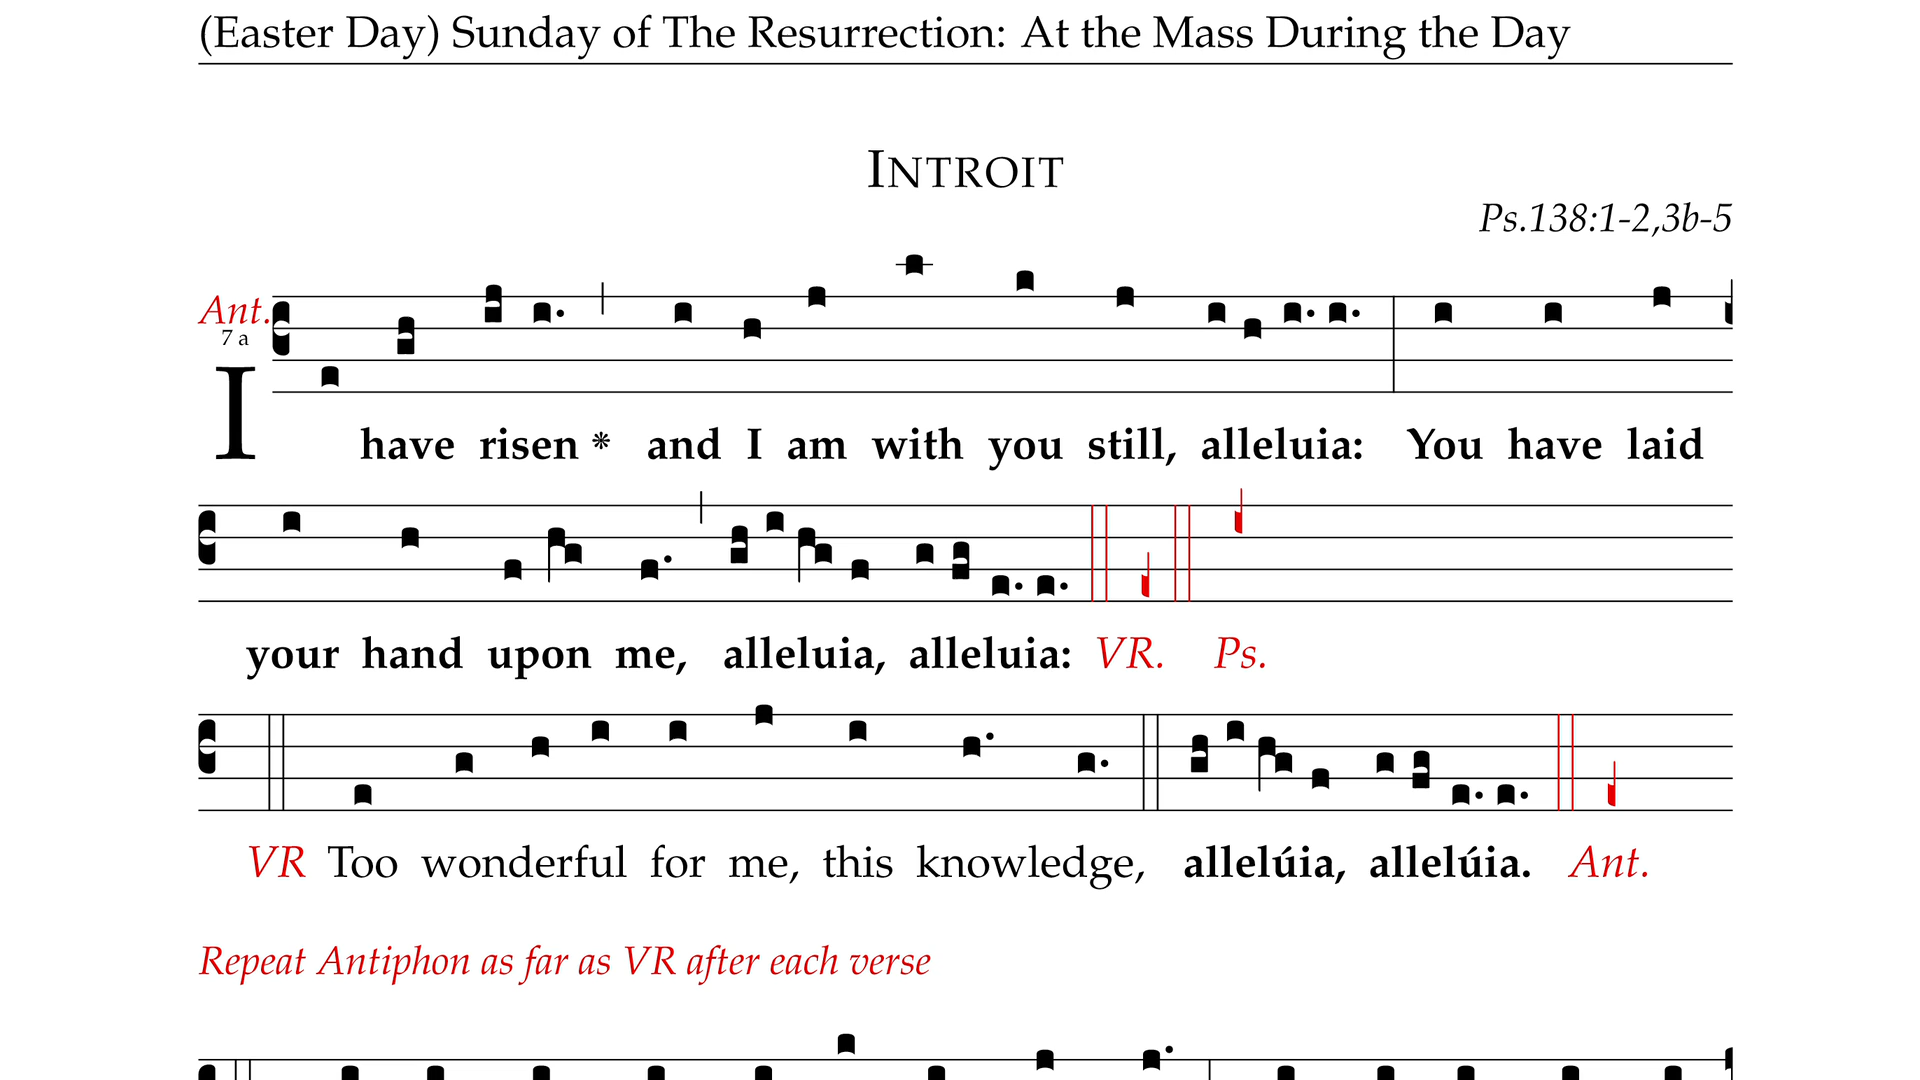 (Easter Day) Sunday of The Resurrection: At the Mass During the Day
INTROIT
Ps.138:1-2,3b-5
Ant.
7 a
I have risen * and I am with you still, alleluia: You have laid
your hand upon me, alleluia, alleluia: VR. Ps.
VR Too wonderful for me, this knowledge, allelúia, allelúia. Ant.
Repeat Antiphon as far as VR after each verse